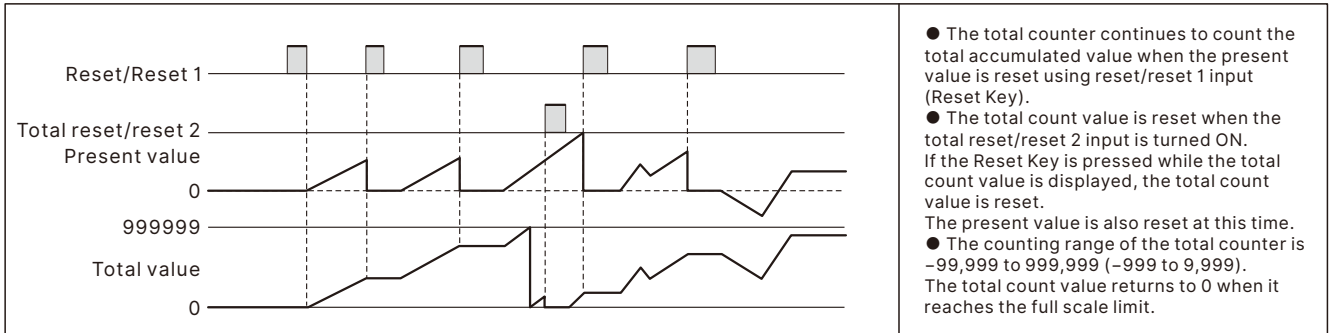 Reset/Reset 1
Total reset/reset 2
Present value
0
999999
Total value
0
● The total counter continues to count the
total accumulated value when the present
value is reset using reset/reset 1 input
(Reset Key).
● The total count value is reset when the
total reset/reset 2 input is turned ON.
If the Reset Key is pressed while the total
count value is displayed, the total count
value is reset.
The present value is also reset at this time.
● The counting range of the total counter is
−99,999 to 999,999 (−999 to 9,999).
The total count value returns to 0 when it
reaches the full scale limit.